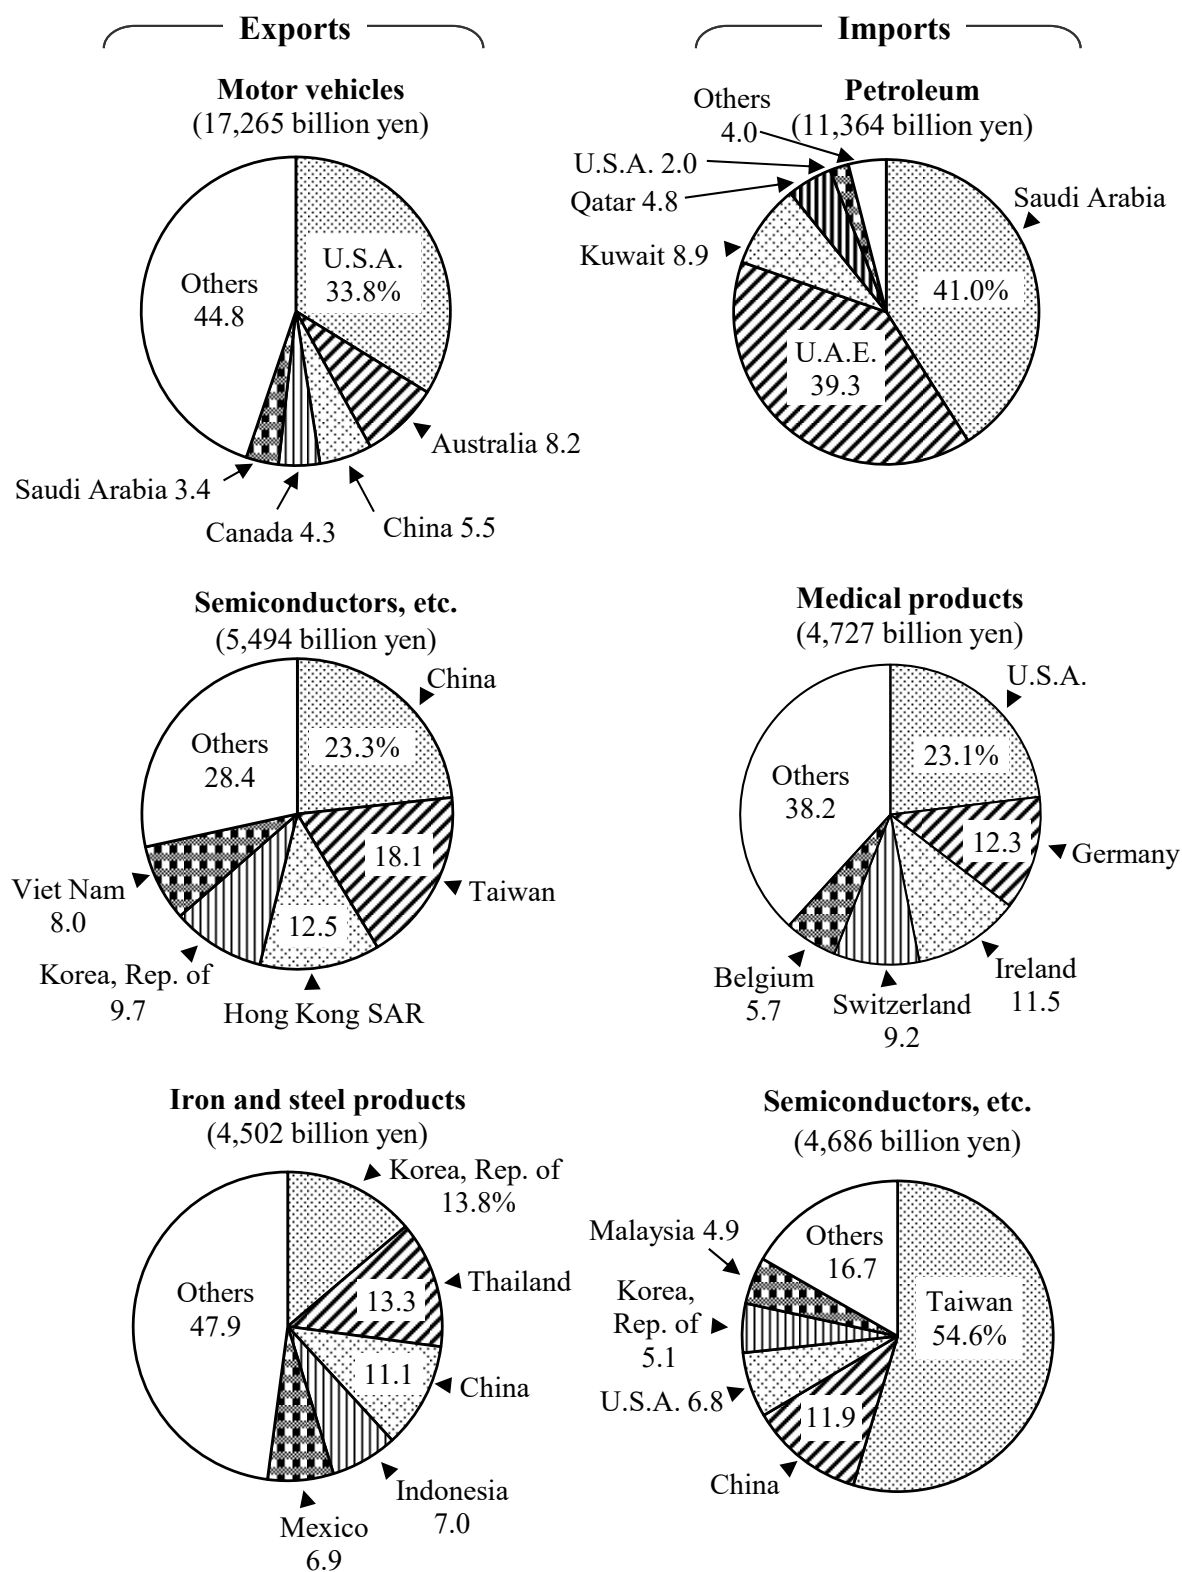 Exports
Motor vehicles
(17,265 billion yen)
U.S.A.
33.8%
Others
44.8
Australia 8.2
Saudi Arabia 3.4
Canada 4.3
China 5.5
Semiconductors, etc.
(5,494 billion yen)
China
23.3%
Others
28.4
18.1
Taiwan
Viet Nam
8.0
12.5
Korea, Rep. of
9.7
Hong Kong SAR
Iron and steel products
(4,502 billion yen)
Korea, Rep. of
13.8%
Thailand
13.3
Others
47.9
11.1
China
Indonesia
7.0
Mexico
6.9
Imports
Petroleum
(11,364 billion yen)
Others
4.0
U.S.A. 2.0
Qatar 4.8
Saudi Arabia
Kuwait 8.9
41.0%
U.A.E.
39.3
Medical products
(4,727 billion yen)
U.S.A.
23.1%
Others
38.2
12.3
Germany
Ireland
11.5
Belgium
5.7
Switzerland
9.2
Semiconductors, etc.
(4,686 billion yen)
Malaysia 4.9
Others
16.7
Korea,
Rep. of
5.1
Taiwan
54.6%
U.S.A. 6.8
11.9
China